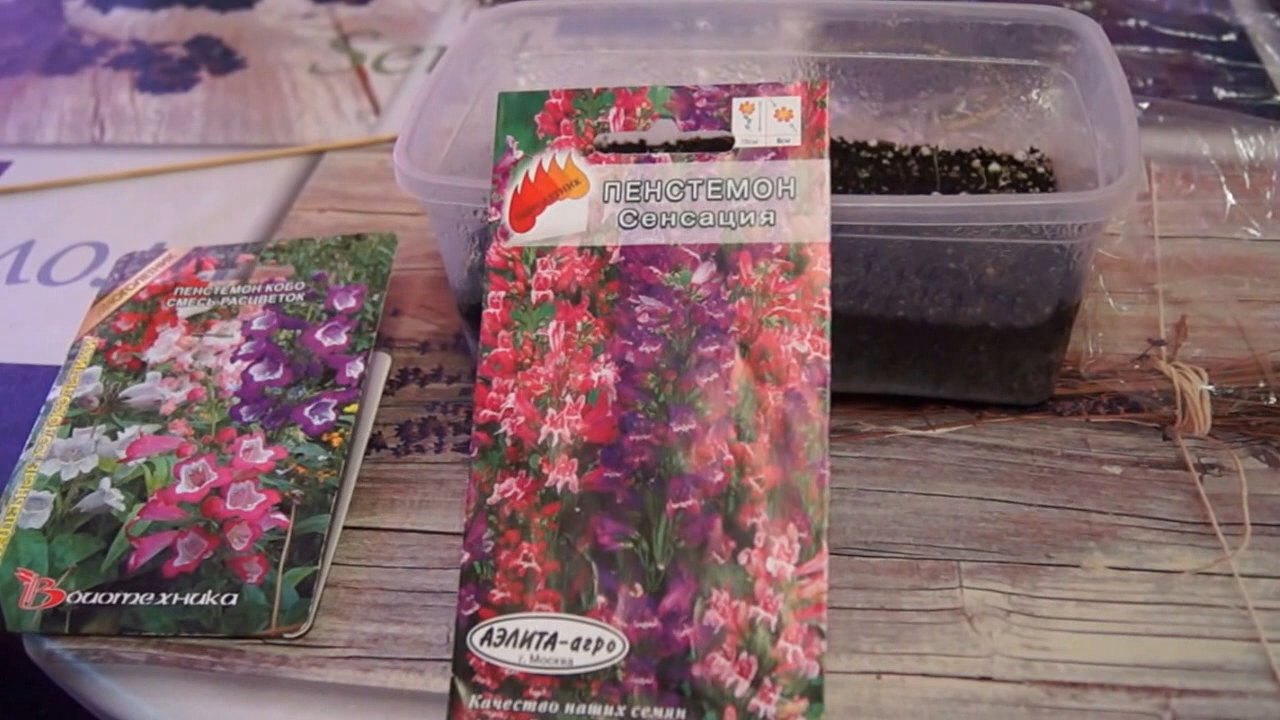 ПЕНСТЕМОН
Сенсация
АЭЛИТА-агро
г. Москва
Качество наших семян
ПЕНСТЕМОН КОБО
СМЕСЬ РАСЦВЕТОК
Биотехника